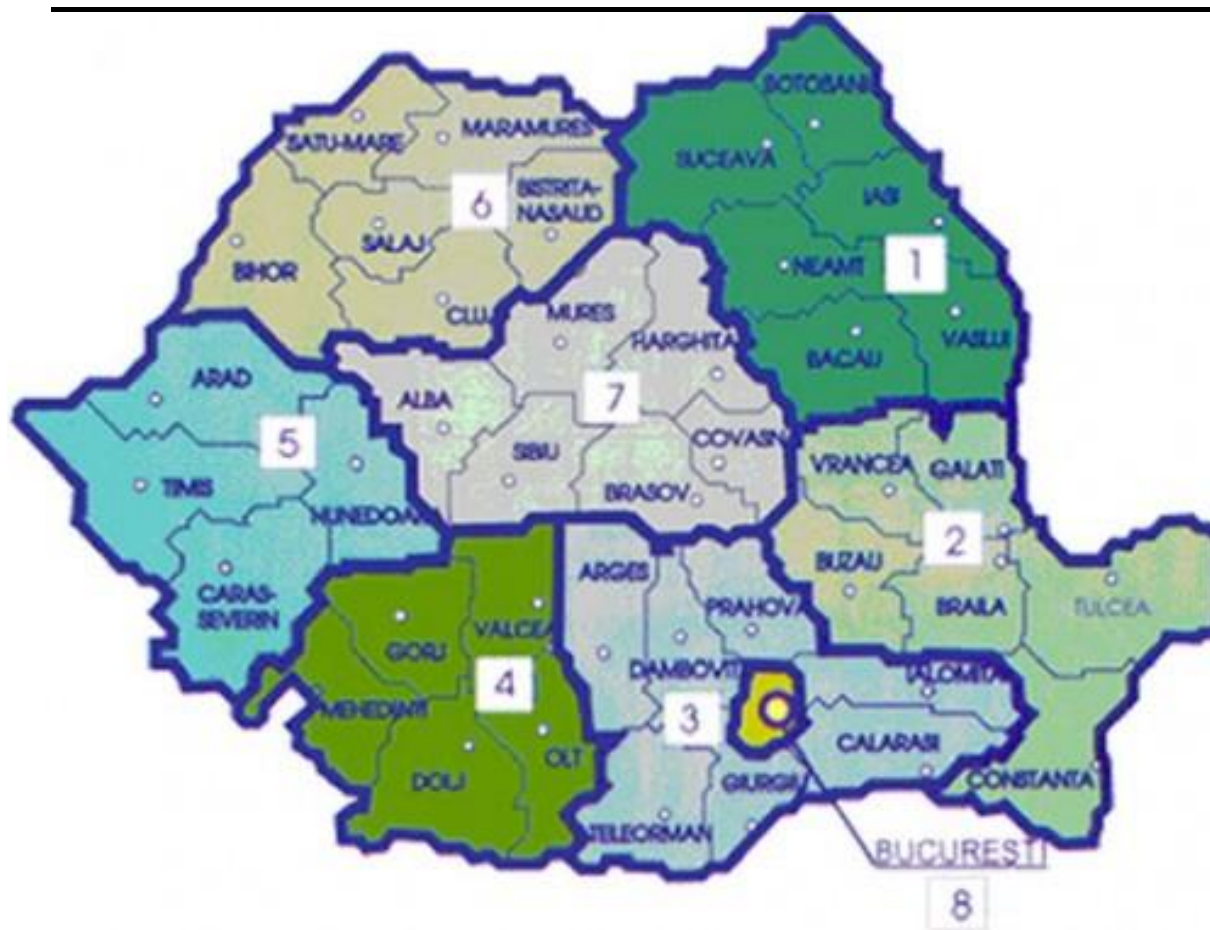 BOTOSANI
SATU-MARE
MARAMURES
SUCEAVA
BISTRITA-
NASAUD
6
IASI
SALAJ
BIHOR
NEAMT
1
CLUJ
MURES
HARGHITA
BACAU
VASLUI
ARAD
ALBA
7
5
COVASN
SIBIU
VRANCEA
GALATI
TIMIS
BRASOV
HUNEDOARA
2
BUZAU
ARGES
CARAS-
SEVERIN
PRAHOVA
BRAILA
TULCEA
VALCEA
GORJ
DAMBOVIT
IALOMITA
4
MEHEDINTI
3
OLT
CALARASI
DOLJ
GIURGIU
CONSTANTA
TELEORMAN
BUCURESTI
8